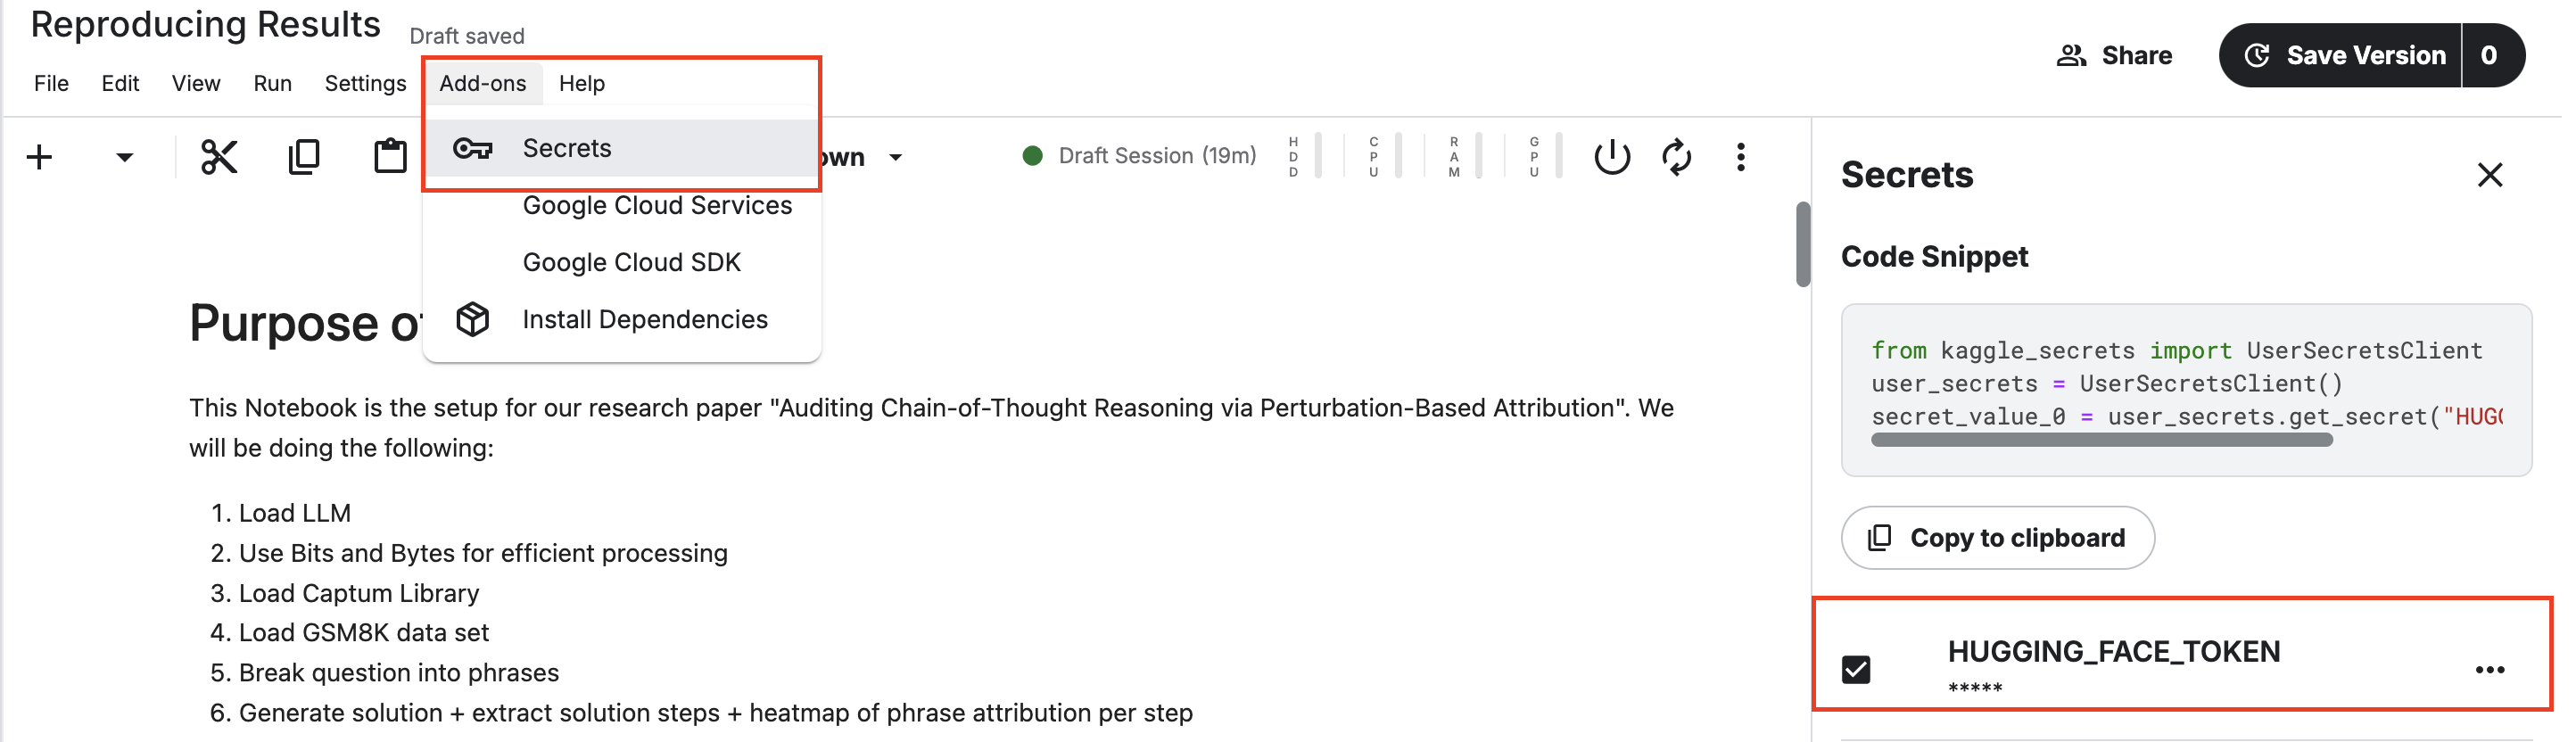 Reproducing Results
Draft saved
File Edit View Run Settings Add-ons Help
Share
Save Version 0
Secrets
Google Cloud Services
Google Cloud SDK
Install Dependencies
Draft Session (19m)
HDD
CPU
RAM
GPU
Purpose
This Notebook is the setup for our research paper "Auditing Chain-of-Thought Reasoning via Perturbation-Based Attribution". We
will be doing the following:
1. Load LLM
2. Use Bits and Bytes for efficient processing
3. Load Captum Library
4. Load GSM8K data set
5. Break question into phrases
6. Generate solution + extract solution steps + heatmap of phrase attribution per step
Secrets
Code Snippet
from kaggle_secrets import UserSecretsClient
user_secrets = UserSecretsClient()
secret_value_0 = user_secrets.get_secret("HUG
Copy to clipboard
HUGGING_FACE_TOKEN
*****